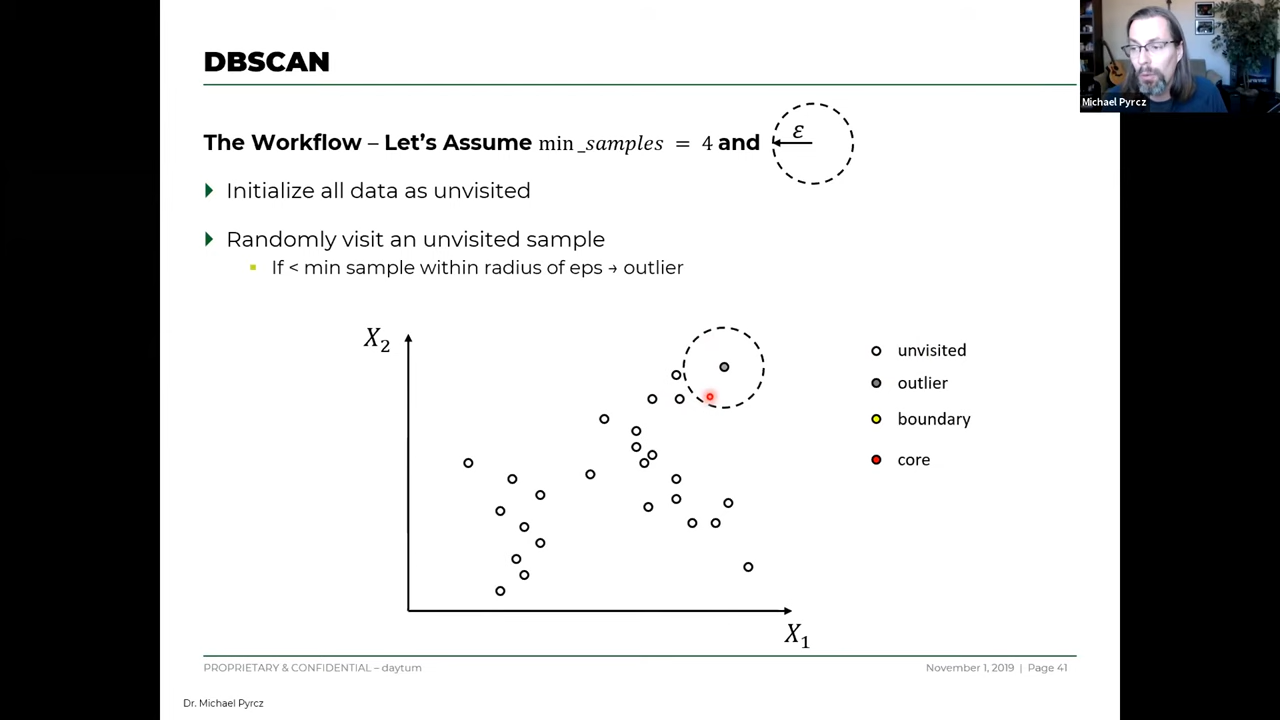 DBSCAN
Michael Pyrcz
The Workflow – Let’s Assume min_samples = 4 and ε
Initialize all data as unvisited
Randomly visit an unvisited sample
If < min sample within radius of eps → outlier
X₂
unvisited
outlier
boundary
core
X₁
PROPRIETARY & CONFIDENTIAL – daytum
November 1, 2019 | Page 41
Dr. Michael Pyrcz